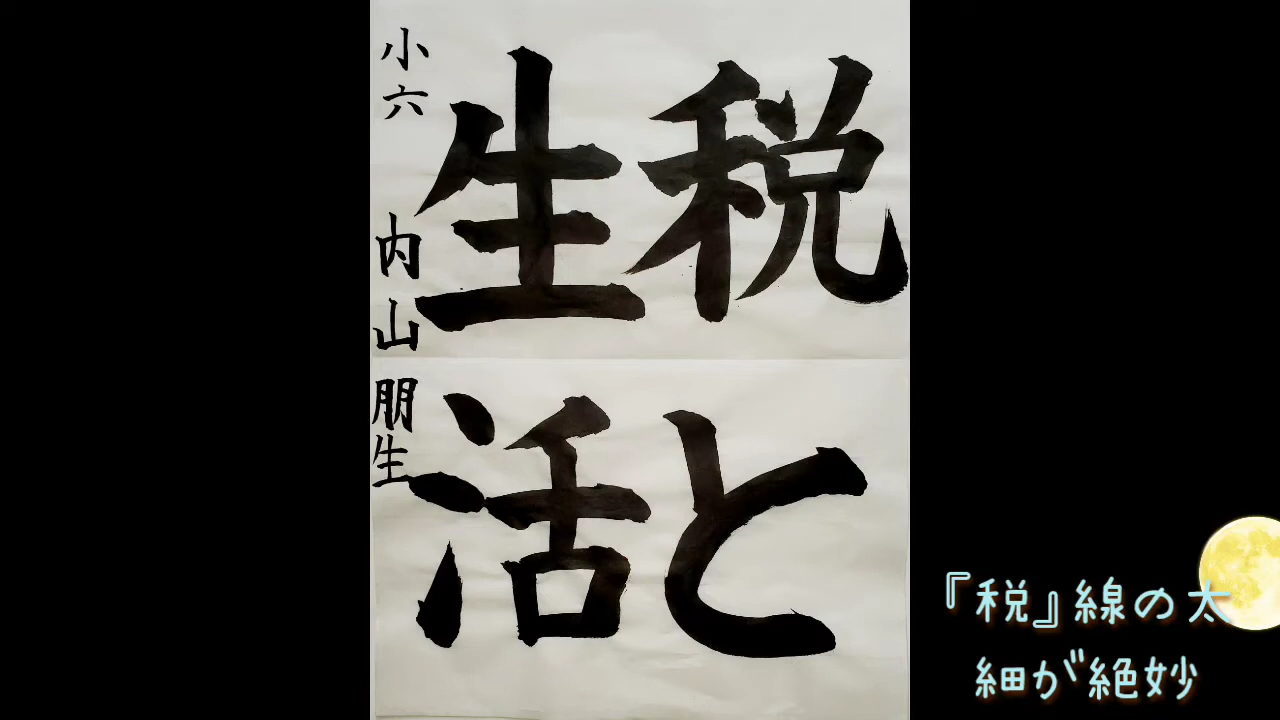 税と
生活
小六 内山朋生
『税』線の太
細が絶妙